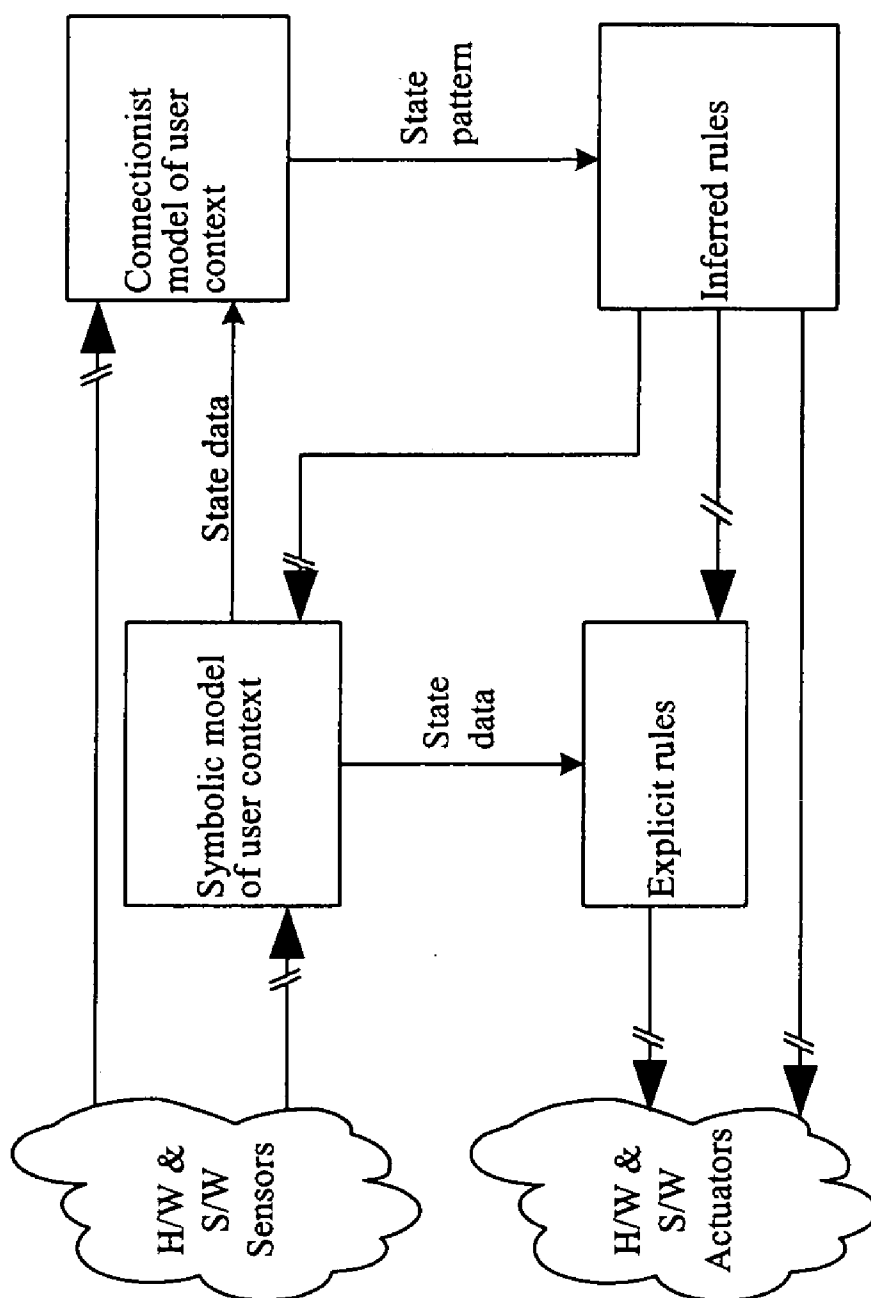 H/W &
S/W
Sensors
Symbolic model
of user context
State data
Connectionist
model of user
context
State
data
State
pattern
H/W &
S/W
Actuators
Explicit rules
Inferred rules